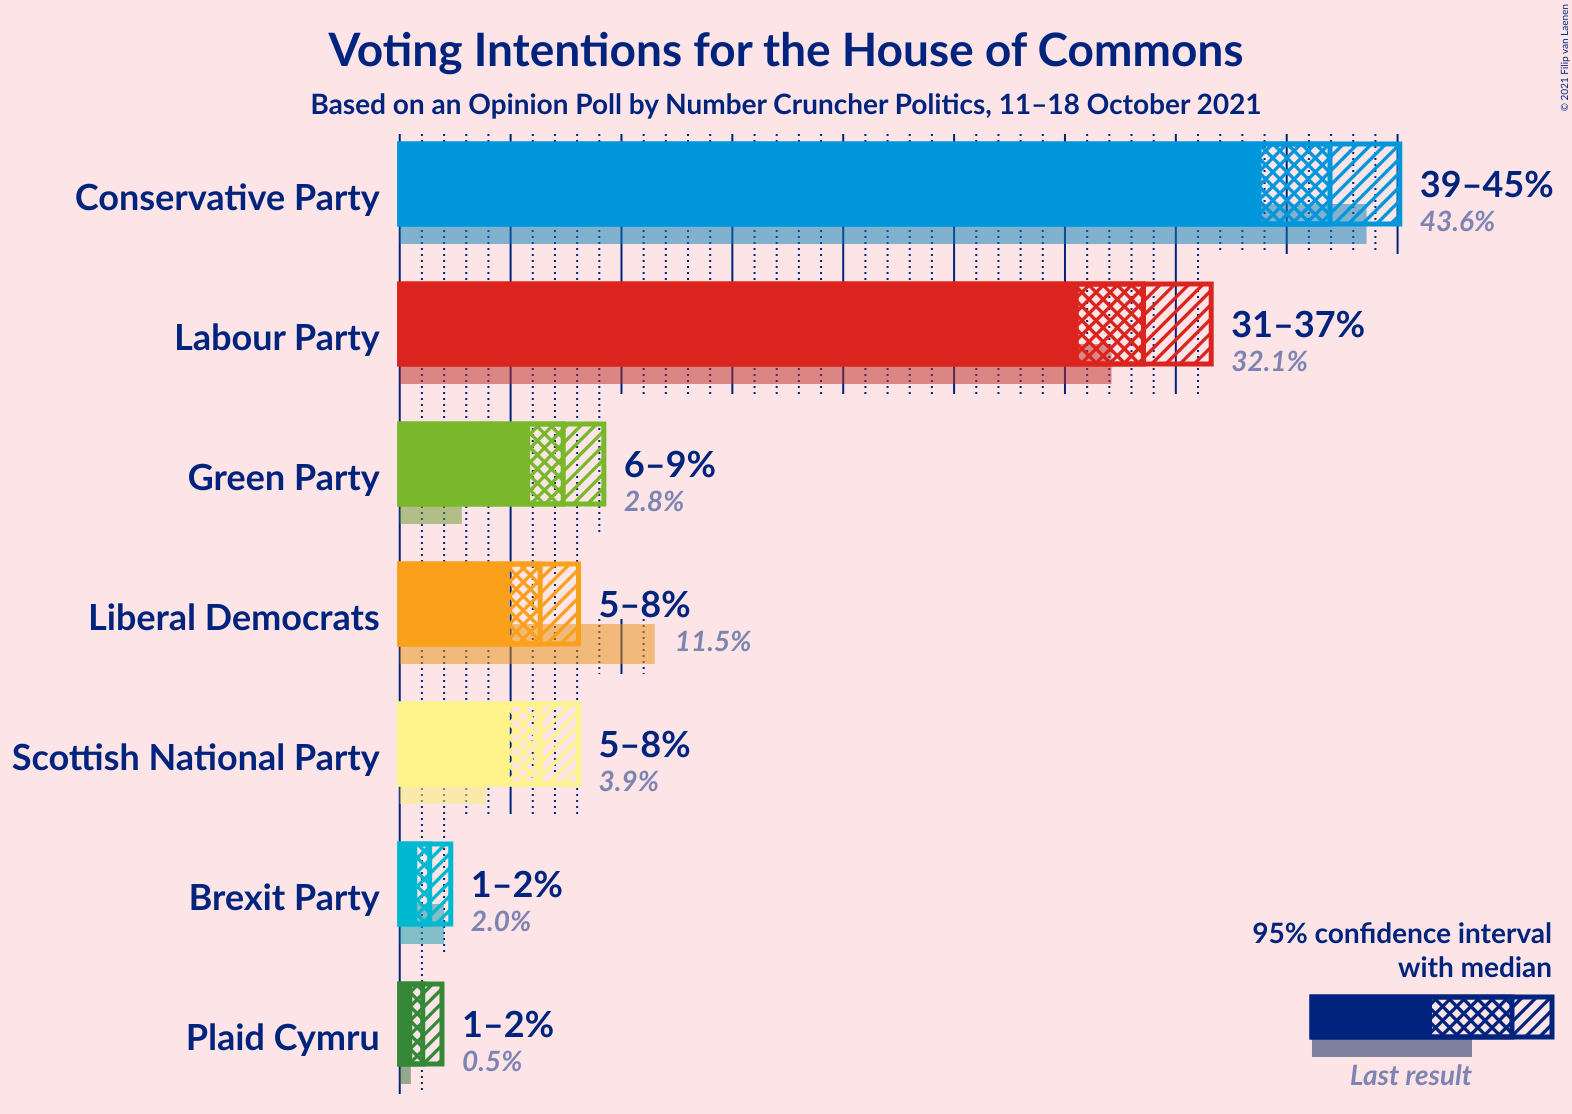 Voting Intentions for the House of Commons
Based on an Opinion Poll by Number Cruncher Politics, 11–18 October 2021
© 2021 Filip van Laenen
Conservative Party
39–45%
43.6%
Labour Party
31–37%
32.1%
Green Party
6–9%
2.8%
Liberal Democrats
5–8%
11.5%
Scottish National Party
5–8%
3.9%
Brexit Party
1–2%
2.0%
Plaid Cymru
1–2%
0.5%
95% confidence interval
with median
Last result